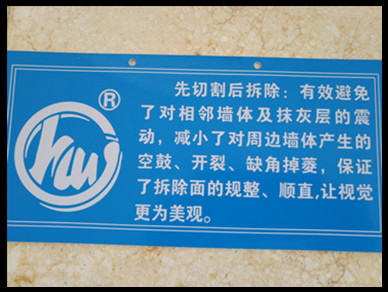 先切割后拆除：有效避免
了对相邻墙体及抹灰层的震
动，减小了对周边墙体产生的
空鼓、开裂、缺角掉菱，保证
了拆除面的规整、顺直,让视觉
更为美观。
®